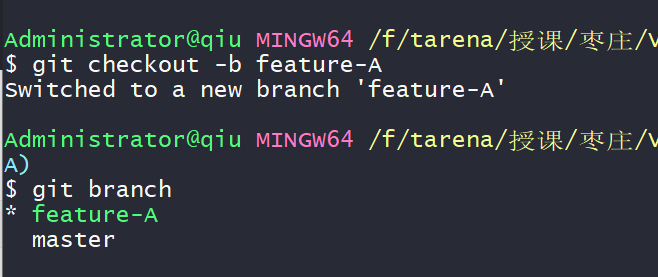 Administrator@qiu MINGW64 /f/tarena/授课/枣庄/v
$ git checkout -b feature-A
Switched to a new branch 'feature-A'
Administrator@qiu MINGW64 /f/tarena/授课/枣庄/v
A)
$ git branch
* feature-A
master